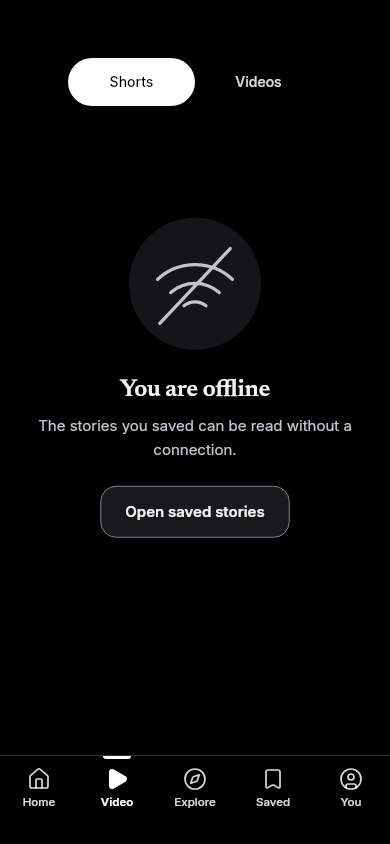 Shorts
Videos
You are offline
The stories you saved can be read without a
connection.
Open saved stories
Home
Video
Explore
Saved
You